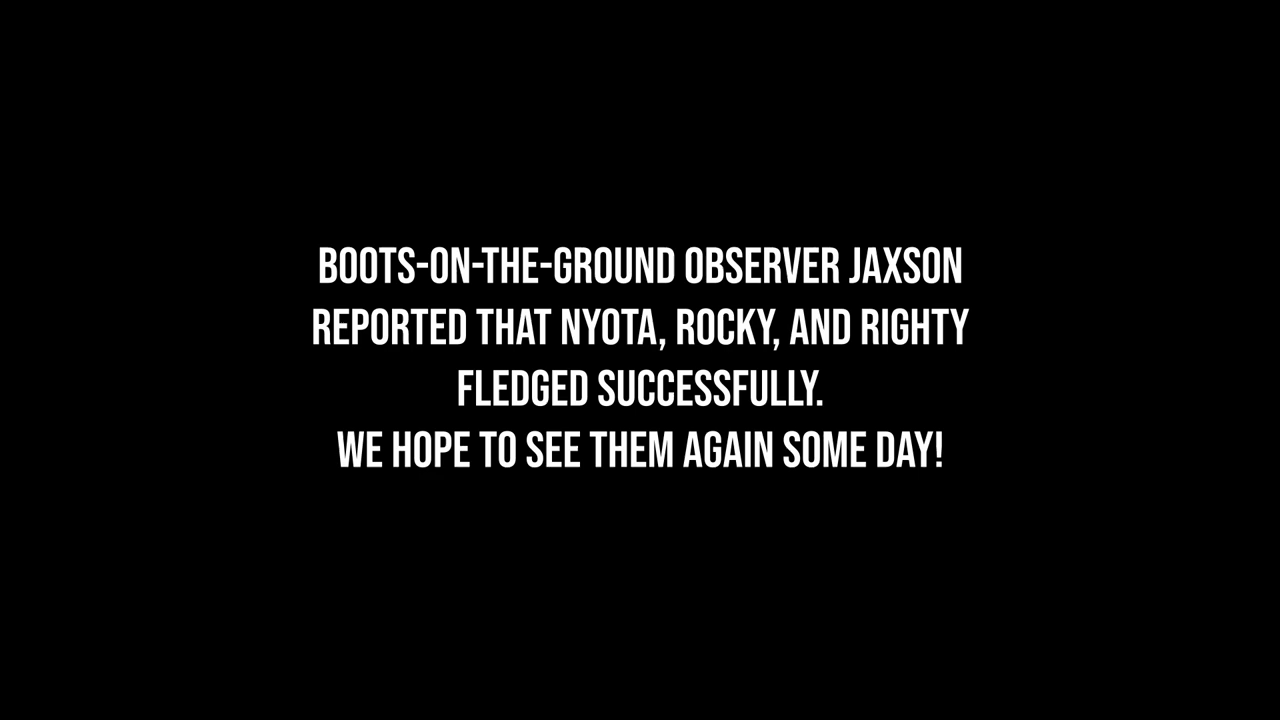 BOOTS-ON-THE-GROUND OBSERVER JAXSON
REPORTED THAT NYOTA, ROCKY, AND RIGHTY
FLEDGED SUCCESSFULLY.
WE HOPE TO SEE THEM AGAIN SOME DAY!